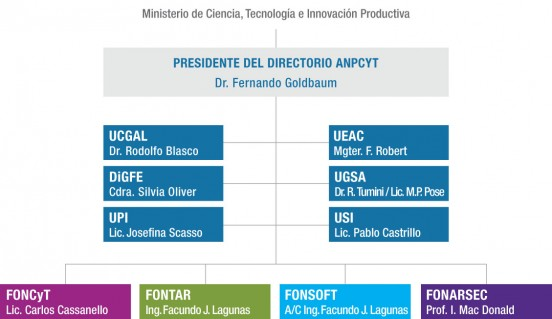 Ministerio de Ciencia, Tecnología e Innovación Productiva
PRESIDENTE DEL DIRECTORIO ANPCYT
Dr. Fernando Goldbaum
UCGAL
Dr. Rodolfo Blasco
UEAC
Mgter. F. Robert
DiGFE
Cdra. Silvia Oliver
UGSA
Dr. R. Tumini / Lic. M.P. Pose
UPI
Lic. Josefina Scasso
USI
Lic. Pablo Castrillo
FONCyT
Lic. Carlos Cassanello
FONTAR
Ing. Facundo J. Lagunas
FONSOFT
A/C Ing. Facundo J. Lagunas
FONARSEC
Prof. I. Mac Donald